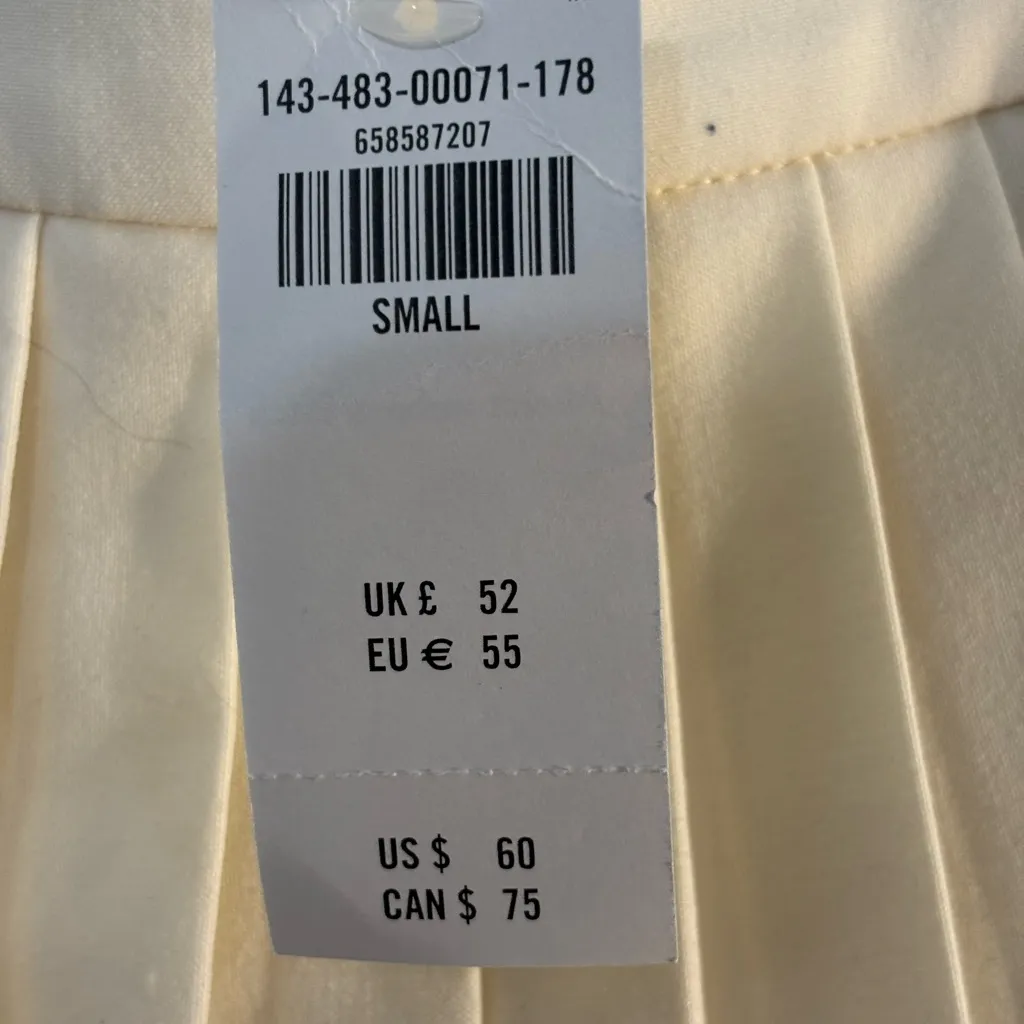 143-483-00071-178
658587207
SMALL
UK £ 52
EU € 55
US $ 60
CAN $ 75